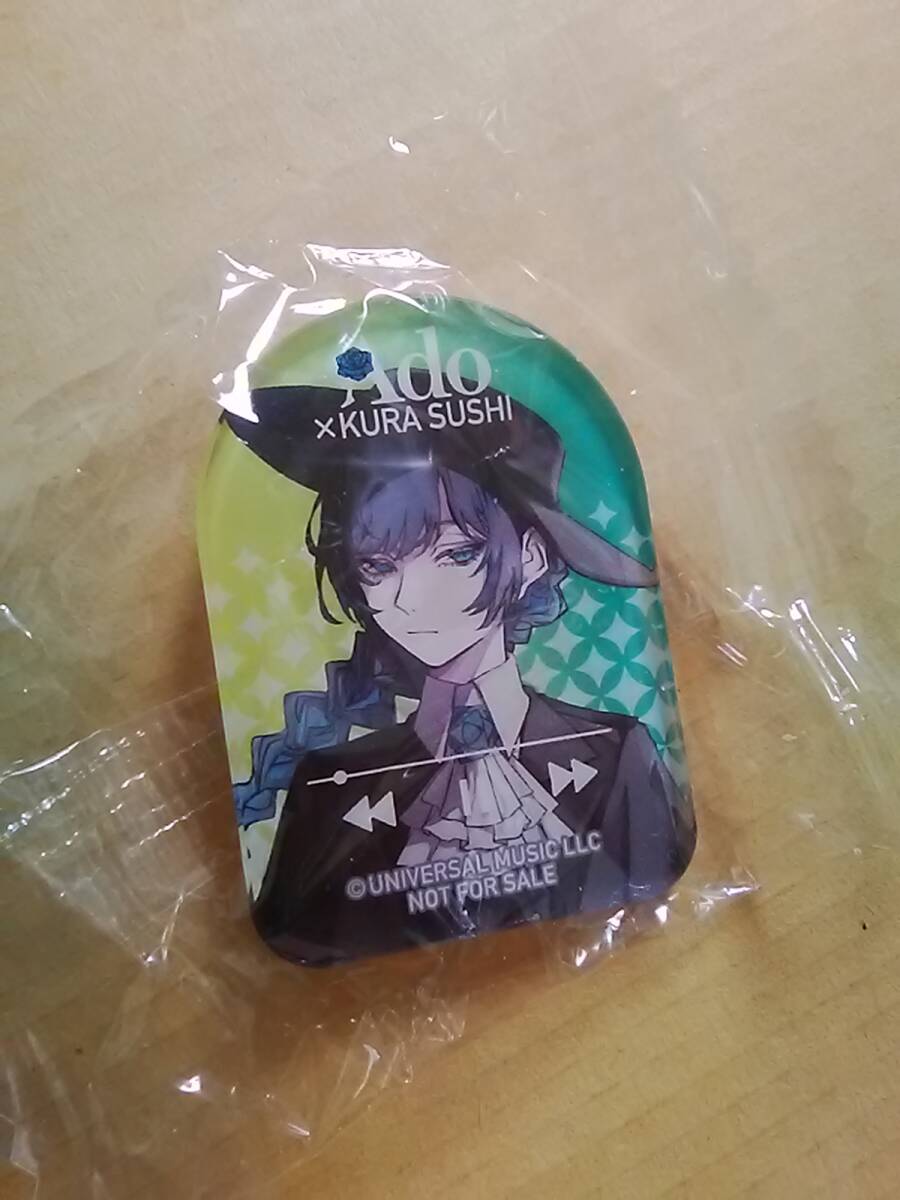 Ado
×KURA SUSHI
©UNIVERSAL MUSIC LLC
NOT FOR SALE